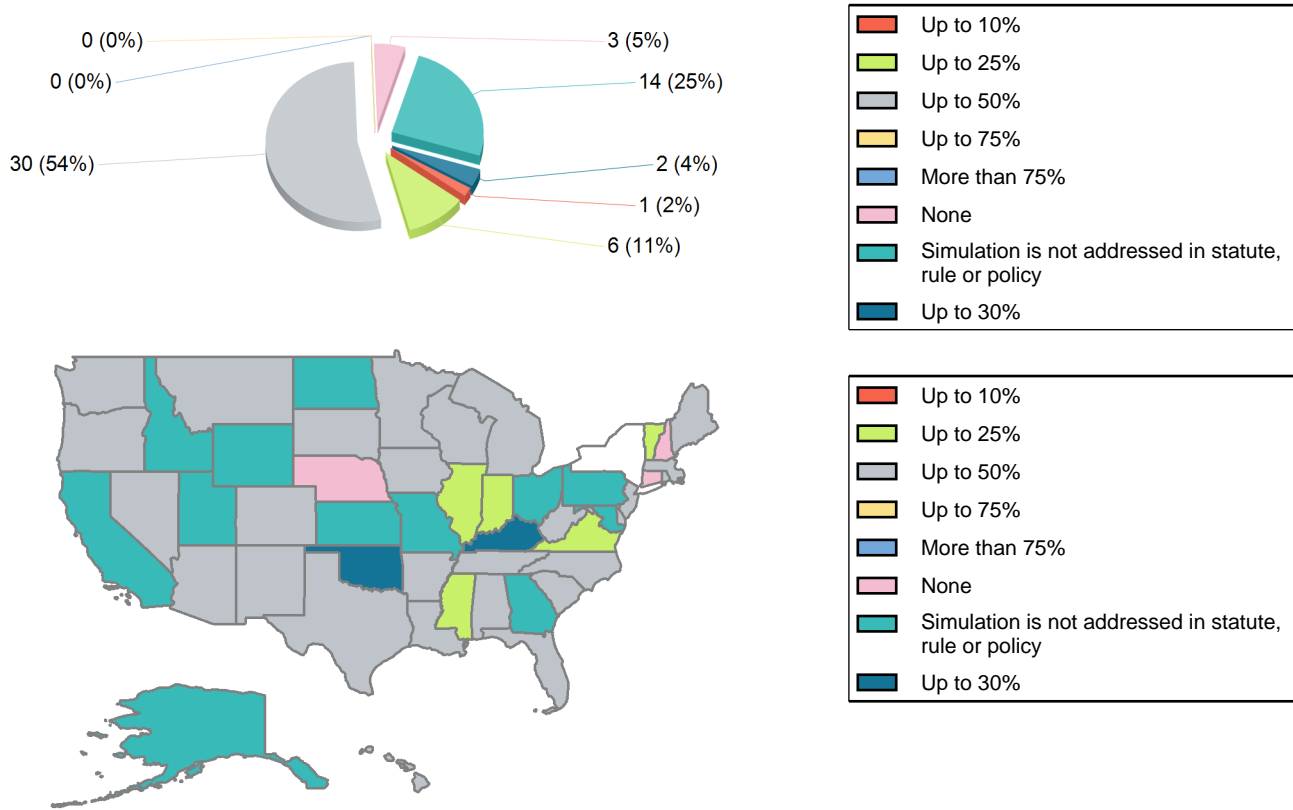 0 (0%)
3 (5%)
0 (0%)
14 (25%)
30 (54%)
2 (4%)
1 (2%)
6 (11%)
Up to 10%
Up to 25%
Up to 50%
Up to 75%
More than 75%
None
Simulation is not addressed in statute,
rule or policy
Up to 30%
Up to 10%
Up to 25%
Up to 50%
Up to 75%
More than 75%
None
Simulation is not addressed in statute,
rule or policy
Up to 30%